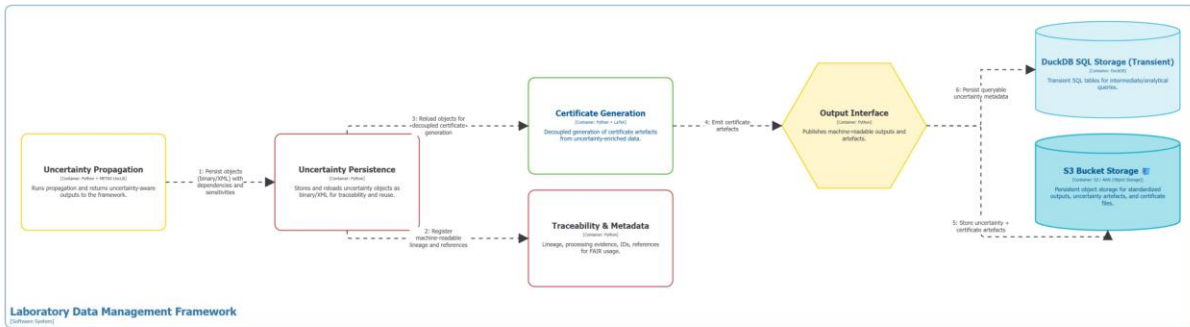 Uncertainty Propagation
[Container: Python + METAS UncLib]
Runs propagation and returns uncertainty-aware
outputs to the framework.
1: Persist objects
(binary/XML) with
dependencies and
sensitivities
Uncertainty Persistence
[Container: Python]
Stores and reloads uncertainty objects as
binary/XML for traceability and reuse.
3: Reload objects for
decoupled certificate
generation
2: Register
machine-readable
lineage and references
Certificate Generation
[Container: Python + LaTeX]
Decoupled generation of certificate artefacts
from uncertainty-enriched data.
Traceability & Metadata
[Container: Python]
Lineage, processing evidence, IDs, references
for FAIR usage.
4: Emit certificate
artefacts
Output Interface
[Container: Python]
Publishes machine-readable outputs and
artefacts.
6: Persist queryable
uncertainty metadata
5: Store uncertainty +
certificate artefacts
DuckDB SQL Storage (Transient)
[Container: DuckDB]
Transient SQL tables for intermediate/analytical
queries.
S3 Bucket Storage
Persistent object storage for standardized
outputs, uncertainty artefacts, and certificate
files.
Laboratory Data Management Framework
[Software System]